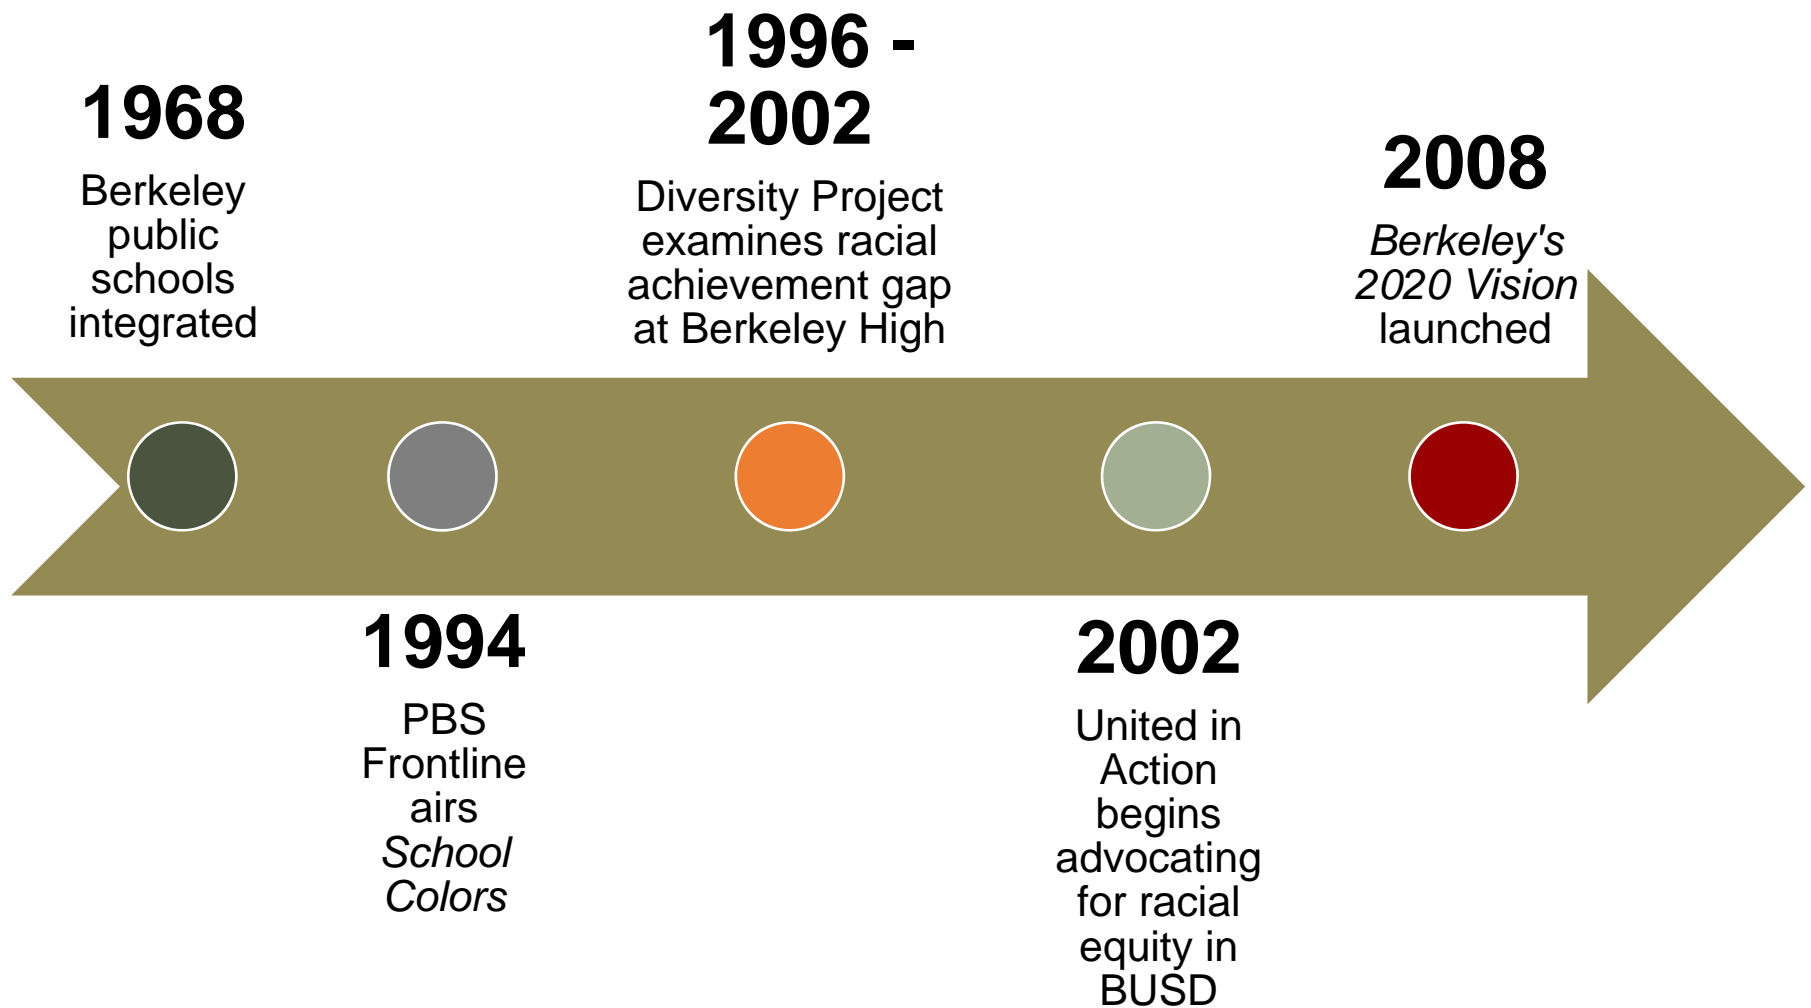 1968
Berkeley
public
schools
integrated
1994
PBS
Frontline
airs
School
Colors
1996 -
2002
Diversity Project
examines racial
achievement gap
at Berkeley High
2002
United in
Action
begins
advocating
for racial
equity in
BUSD
2008
Berkeley's
2020 Vision
launched